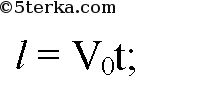 ©5terka.com
l = V₀t;